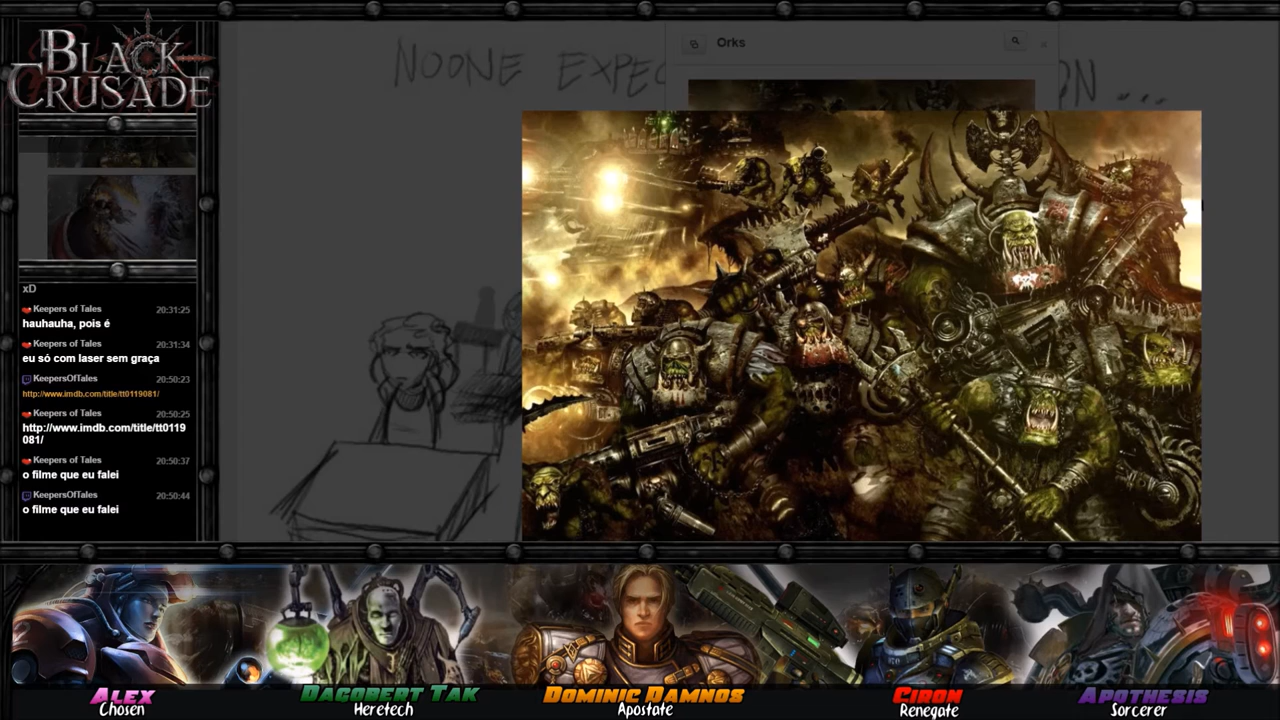 BLACK
CRUSADE
NOONE EXPEC
ON ...
Orks
xD
Keepers of Tales 20:31:25
hauhauha, pois é
Keepers of Tales 20:31:34
eu só com laser sem graça
KeepersOfTales 20:50:23
http://www.imdb.com/title/tt0119081/
Keepers of Tales 20:50:25
http://www.imdb.com/title/tt0119
081/
Keepers of Tales 20:50:37
o filme que eu falei
KeepersOfTales 20:50:44
o filme que eu falei
ALEX
Chosen
DAGOBERT TAK
Heretech
DOMINIC DAMNOS
Apostate
CIRON
Renegate
APOTHESIS
Sorcerer